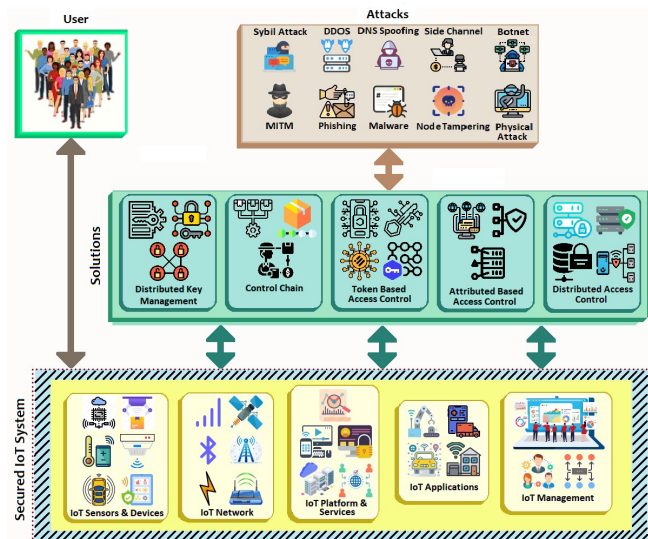 User
Attacks
Sybil Attack
DDOS
DNS Spoofing
Side Channel
Botnet
MITM
Phishing
Malware
Node Tampering
Physical
Attack
Solutions
Distributed Key
Management
Control Chain
Token Based
Access Control
Attributed Based
Access Control
Distributed Access
Control
Secured IoT System
IoT Sensors & Devices
IoT Network
IoT Platform &
Services
IoT Applications
IoT Management